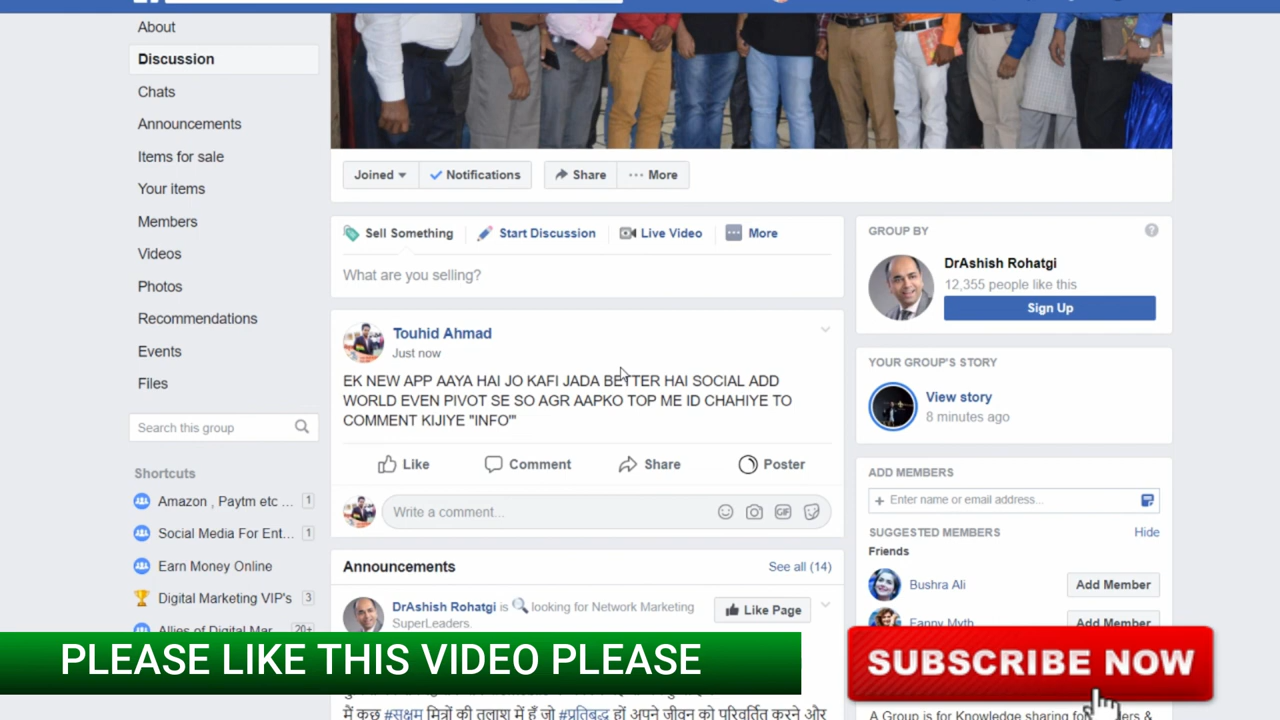 About
Discussion
Chats
Announcements
Items for sale
Your items
Members
Videos
Photos
Recommendations
Events
Files
Search this group
Shortcuts
Amazon , Paytm etc ... 1
Social Media For Ent... 1
Earn Money Online
Digital Marketing VIP's 3
Allies of Digital Mar 20+
Joined Notifications Share More
Sell Something Start Discussion Live Video More
What are you selling?
Touhid Ahmad
Just now
EK NEW APP AAYA HAI JO KAFI JADA BETTER HAI SOCIAL ADD
WORLD EVEN PIVOT SE SO AGR AAPKO TOP ME ID CHAHIYE TO
COMMENT KIJIYE "INFO"'
Like Comment Share Poster
Write a comment... GIF
Announcements See all (14)
DrAshish Rohatgi is looking for Network Marketing
SuperLeaders.
Like Page
में कुछ #सक्षम मित्रों की तलाश में हूँ जो #प्रतिबद्ध हों अपने जीवन को परिवर्तित करने और
GROUP BY
DrAshish Rohatgi
12,355 people like this
Sign Up
YOUR GROUP'S STORY
View story
8 minutes ago
ADD MEMBERS
+ Enter name or email address...
SUGGESTED MEMBERS Hide
Friends
Bushra Ali Add Member
Fanny Myth Add Member
A Group is for Knowledge sharing &
PLEASE LIKE THIS VIDEO PLEASE
SUBSCRIBE NOW